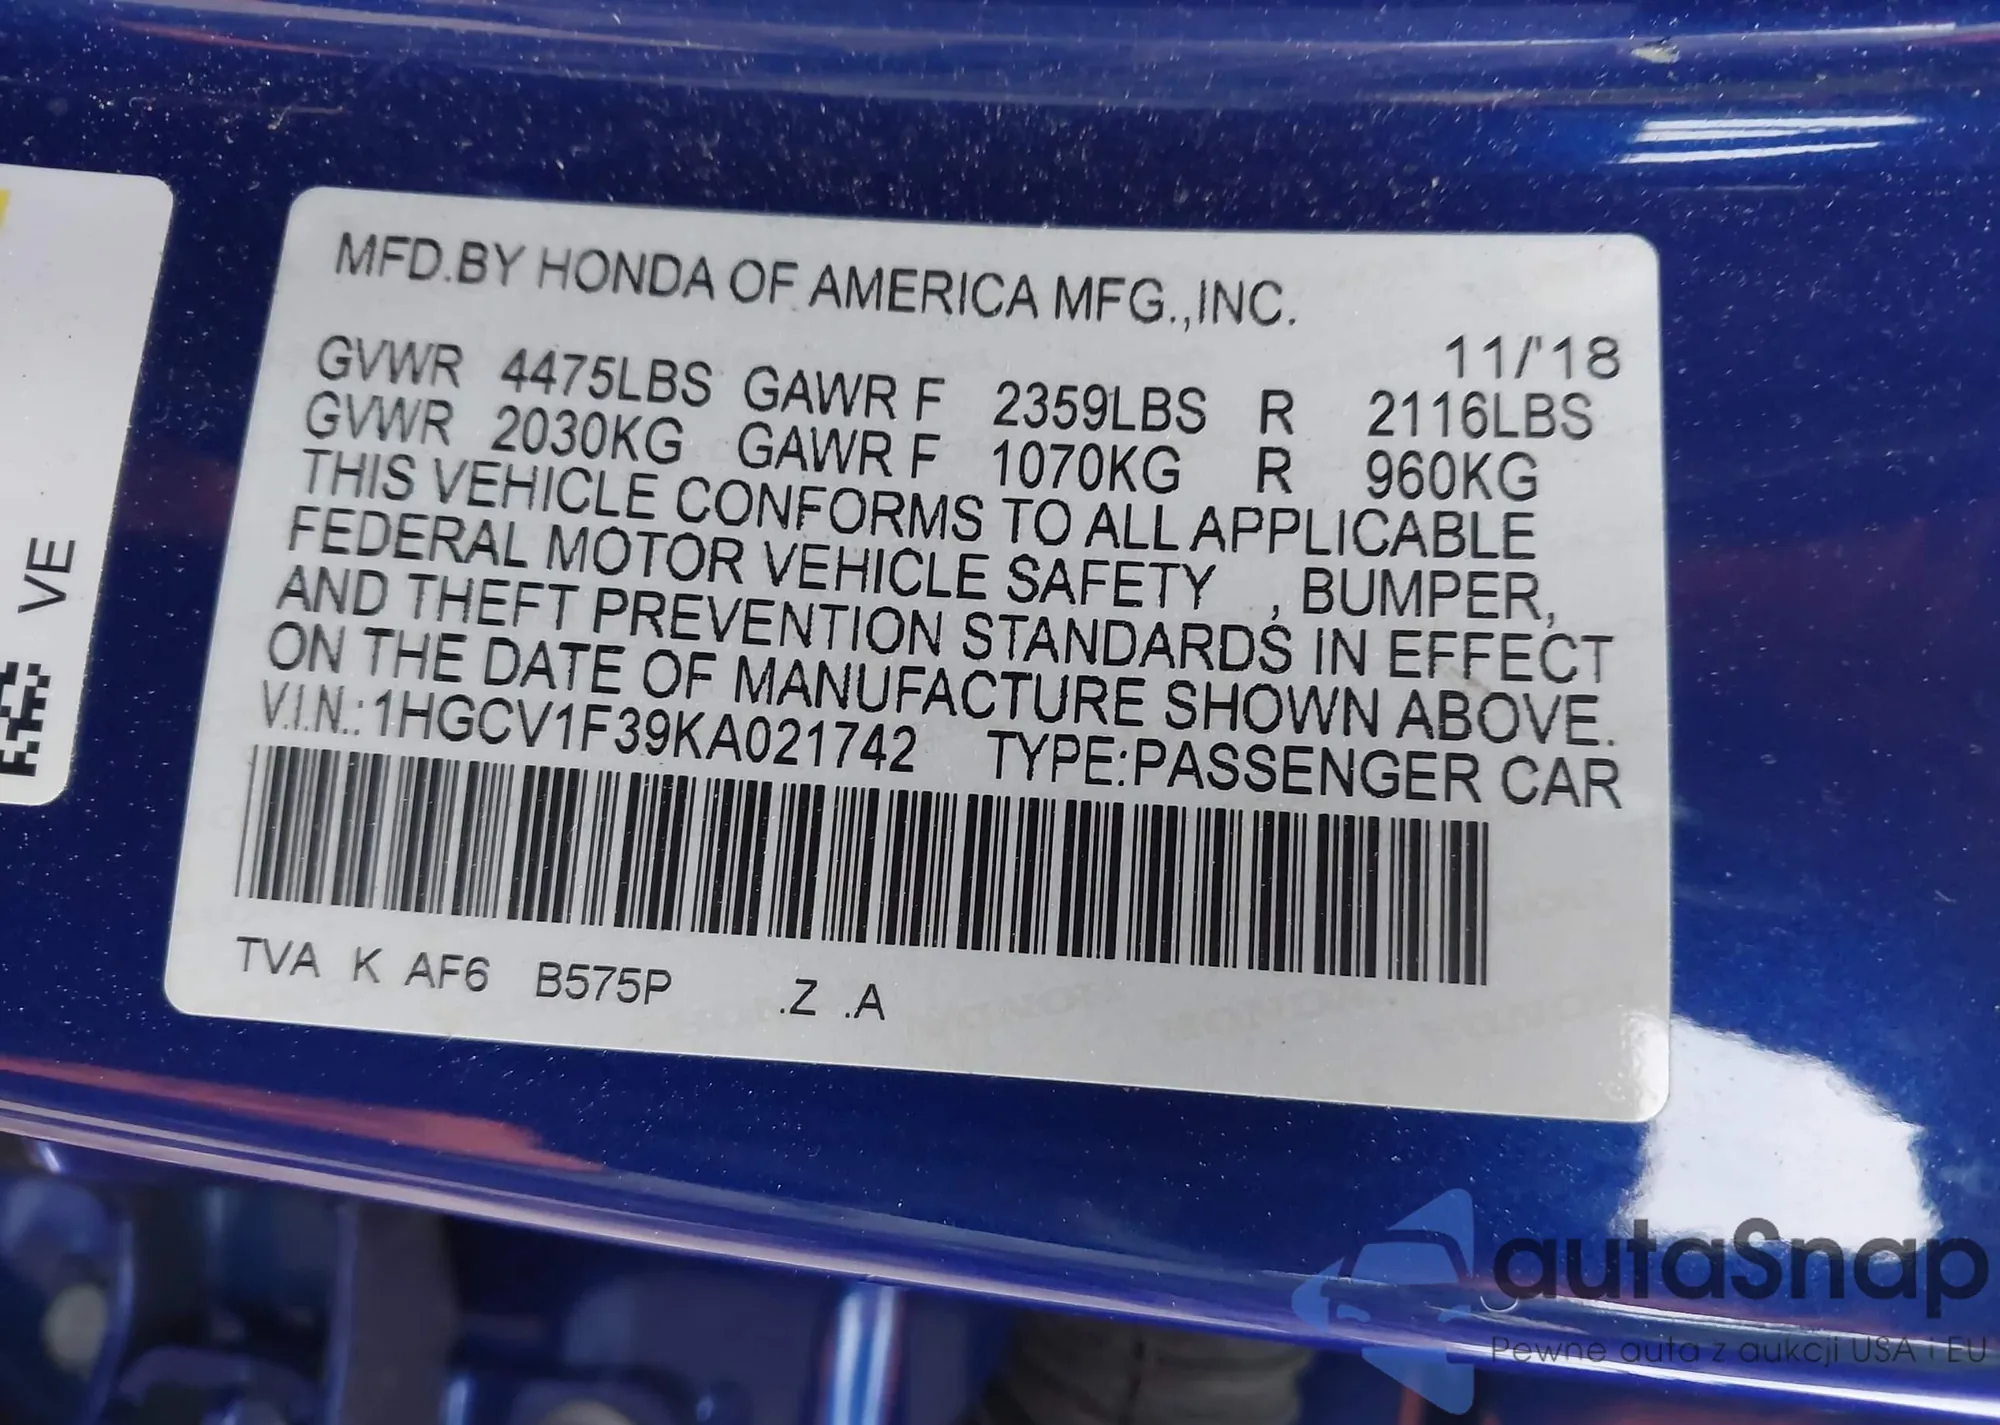 MFD.BY HONDA OF AMERICA MFG.,INC.
11/'18
GVWR 4475LBS GAWR F 2359LBS R 2116LBS
GVWR 2030KG GAWR F 1070KG R 960KG
THIS VEHICLE CONFORMS TO ALL APPLICABLE
FEDERAL MOTOR VEHICLE SAFETY , BUMPER,
AND THEFT PREVENTION STANDARDS IN EFFECT
ON THE DATE OF MANUFACTURE SHOWN ABOVE.
V.I.N.:1HGCV1F39KA021742 TYPE:PASSENGER CAR
TVA K AF6 B575P .Z .A
VE
autaSnap
Pewne auta z aukcji USA i EU